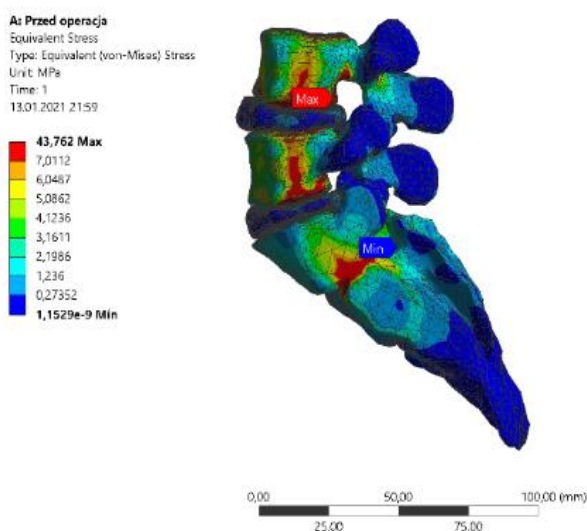 A: Przed operacja
Equivalent Stress
Type: Equivalent (von-Mises) Stress
Unit: MPa
Time: 1
13.01.2021 21:59
43,762 Max
7,0112
6,0487
5,0862
4,1236
3,1611
2,1986
1,236
0,27352
1,1529e-9 Min
Max
Min
0,00 50,00 100,00 (mm)
25,00 75,00